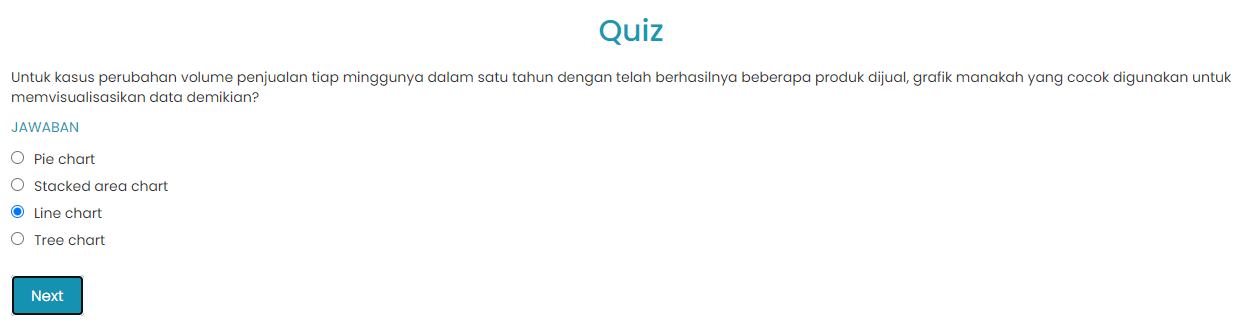 Quiz
Untuk kasus perubahan volume penjualan tiap minggunya dalam satu tahun dengan telah berhasilnya beberapa produk dijual, grafik manakah yang cocok digunakan untuk
memvisualisasikan data demikian?
JAWABAN
Pie chart
Stacked area chart
Line chart
Tree chart
Next